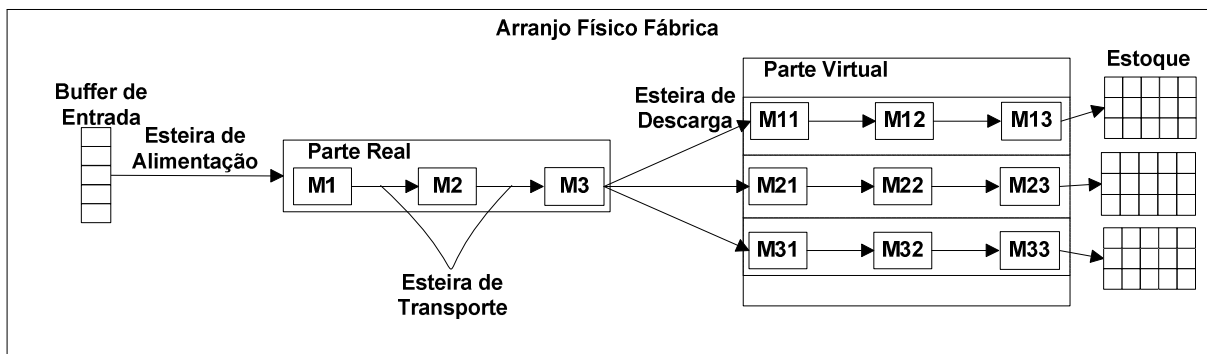 Arranjo Físico Fábrica
Buffer de
Entrada
Esteira de
Alimentação
Parte Real
M1
M2
M3
Esteira de
Transporte
Esteira de
Descarga
Parte Virtual
M11
M12
M13
M21
M22
M23
M31
M32
M33
Estoque